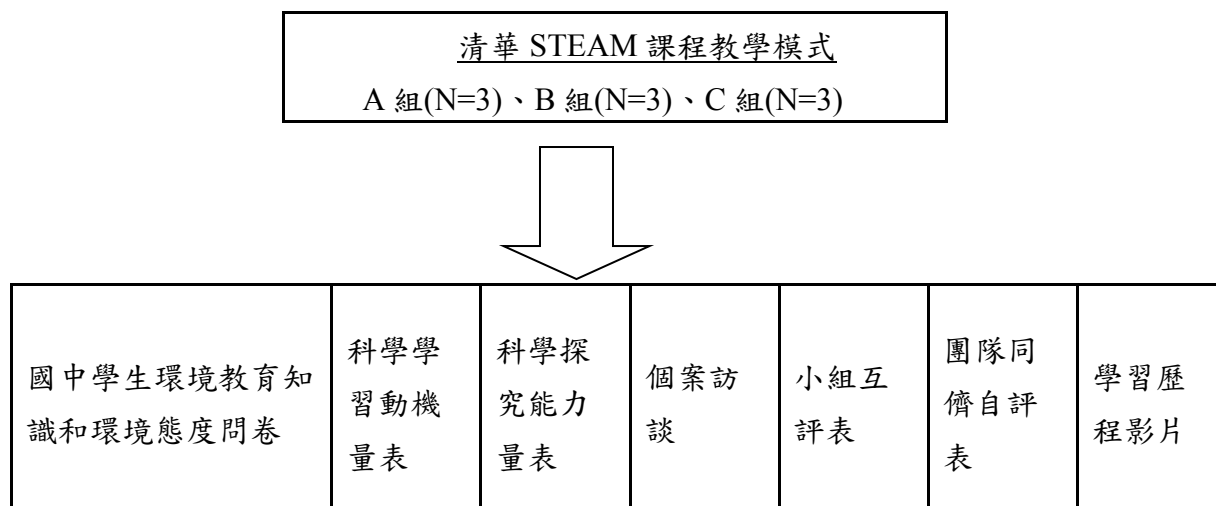 清華 STEAM 課程教學模式
A 組(N=3)、B 組(N=3)、C 組(N=3)
國中學生環境教育知
識和環境態度問卷
科學學
習動機
量表
科學探
究能力
量表
個案訪
談
小組互
評表
團隊同
儕自評
表
學習歷
程影片